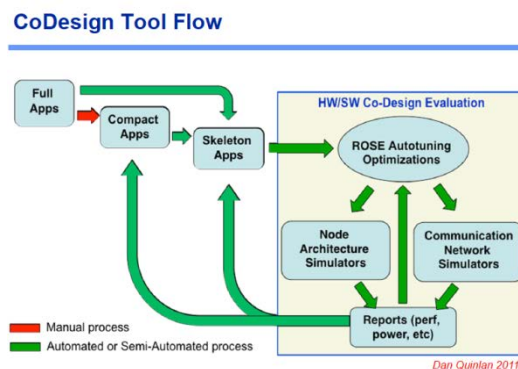 CoDesign Tool Flow
Full
Apps
Compact
Apps
Skeleton
Apps
HW/SW Co-Design Evaluation
ROSE Autotuning
Optimizations
Node
Architecture
Simulators
Communication
Network
Simulators
Reports (perf,
power, etc)
Manual process
Automated or Semi-Automated process
Dan Quinlan 2011